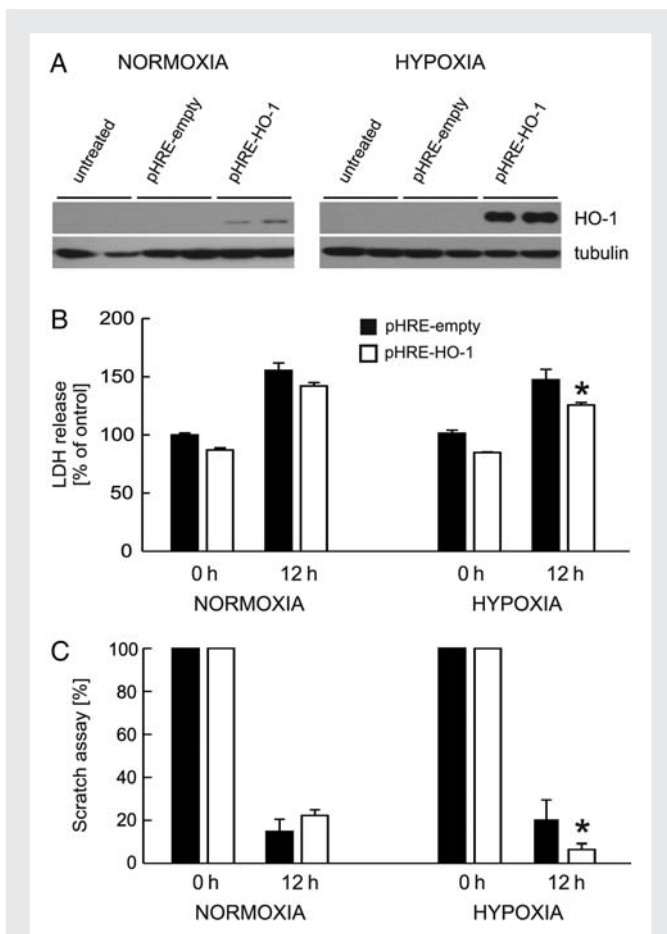 A
NORMOXIA HYPOXIA
untreated pHRE-empty pHRE-HO-1 untreated pHRE-empty pHRE-HO-1
HO-1
tubulin
B
200
150
100
50
0
LDH release
[% of ontrol]
pHRE-empty
pHRE-HO-1
*
0 h 12 h 0 h 12 h
NORMOXIA HYPOXIA
C
100
80
60
40
20
0
Scratch assay [%]
*
0 h 12 h 0 h 12 h
NORMOXIA HYPOXIA